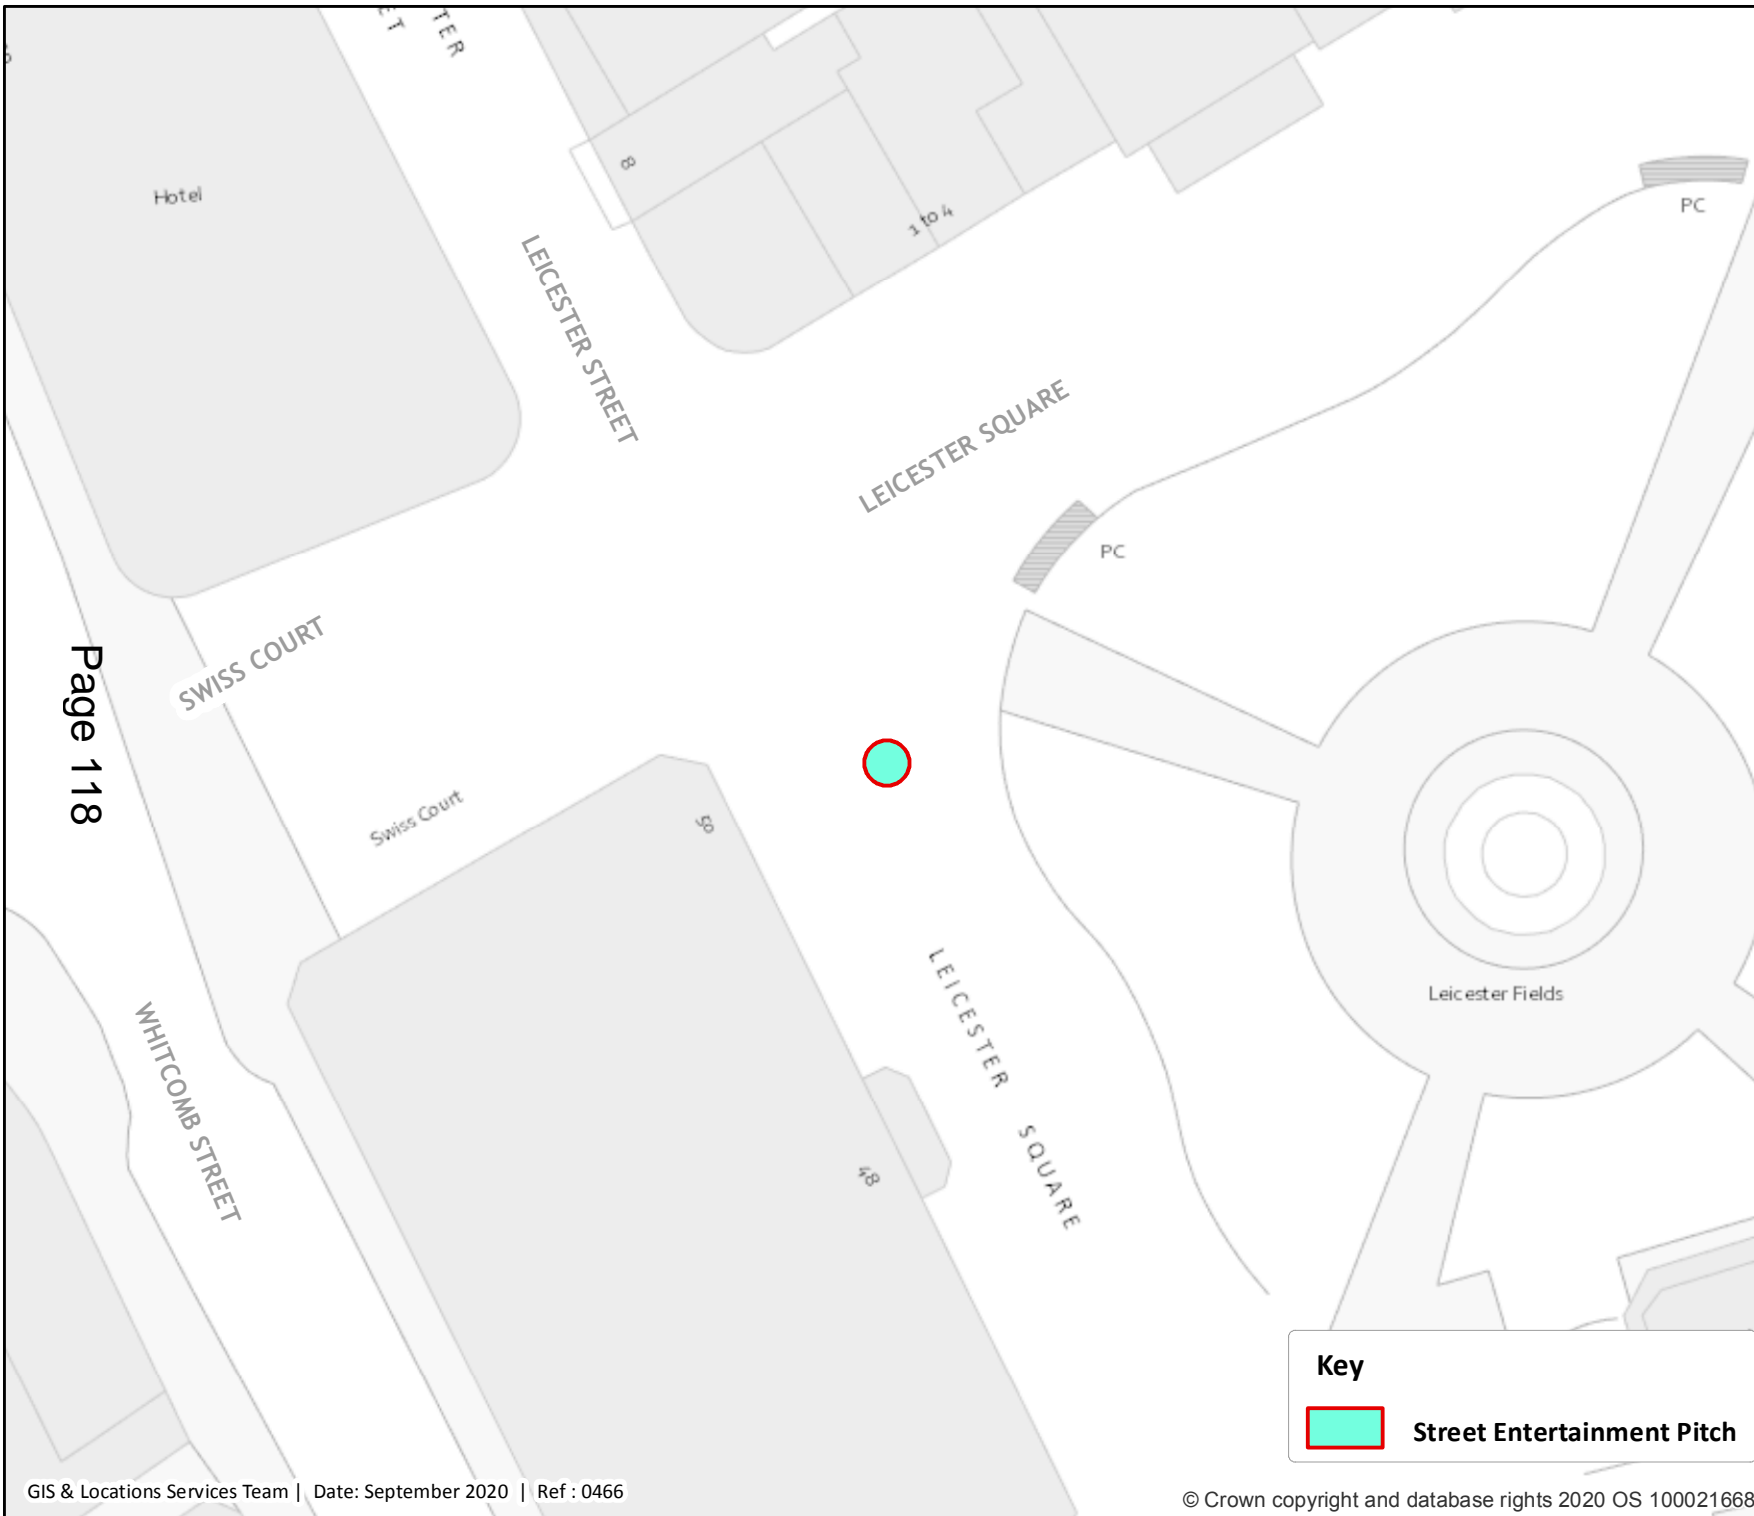 TER
Hotel
8
1 to 4
PC
LEICESTER STREET
LEICESTER SQUARE
PC
SWISS COURT
Page 118
Swiss Court
50
LEICESTER SQUARE
Leicester Fields
WHITCOMB STREET
48
Key
Street Entertainment Pitch
GIS & Locations Services Team | Date: September 2020 | Ref : 0466
© Crown copyright and database rights 2020 OS 100021668